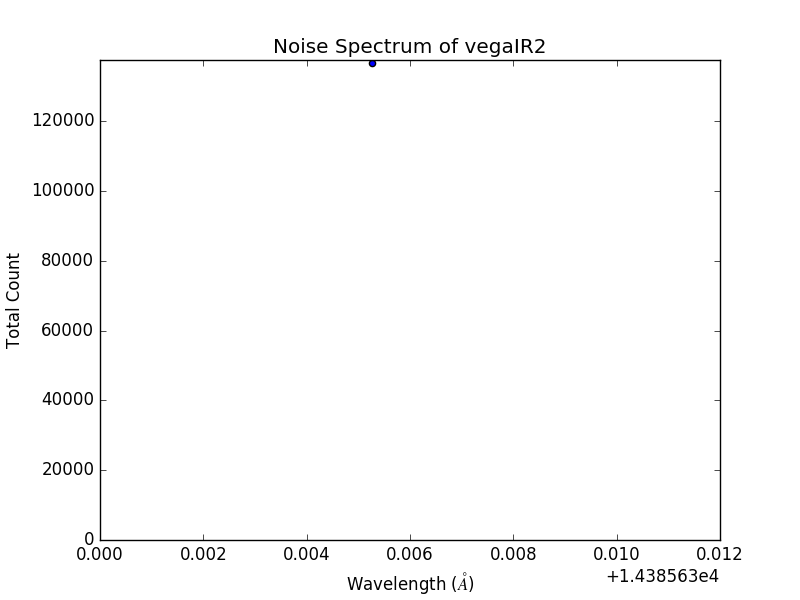 Noise Spectrum of vegaIR2
120000
100000
80000
60000
40000
20000
0
Total Count
0.000 0.002 0.004 0.006 0.008 0.010 0.012
+1.438563e4
Wavelength (Å)